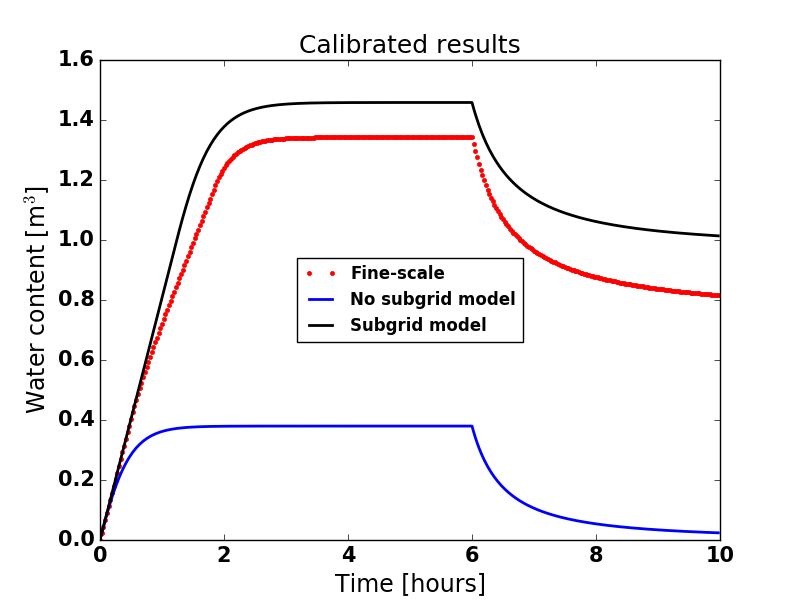 Calibrated results
1.6
1.4
1.2
1.0
0.8
0.6
0.4
0.2
0.0
Water content [m³]
Fine-scale
No subgrid model
Subgrid model
0 2 4 6 8 10
Time [hours]